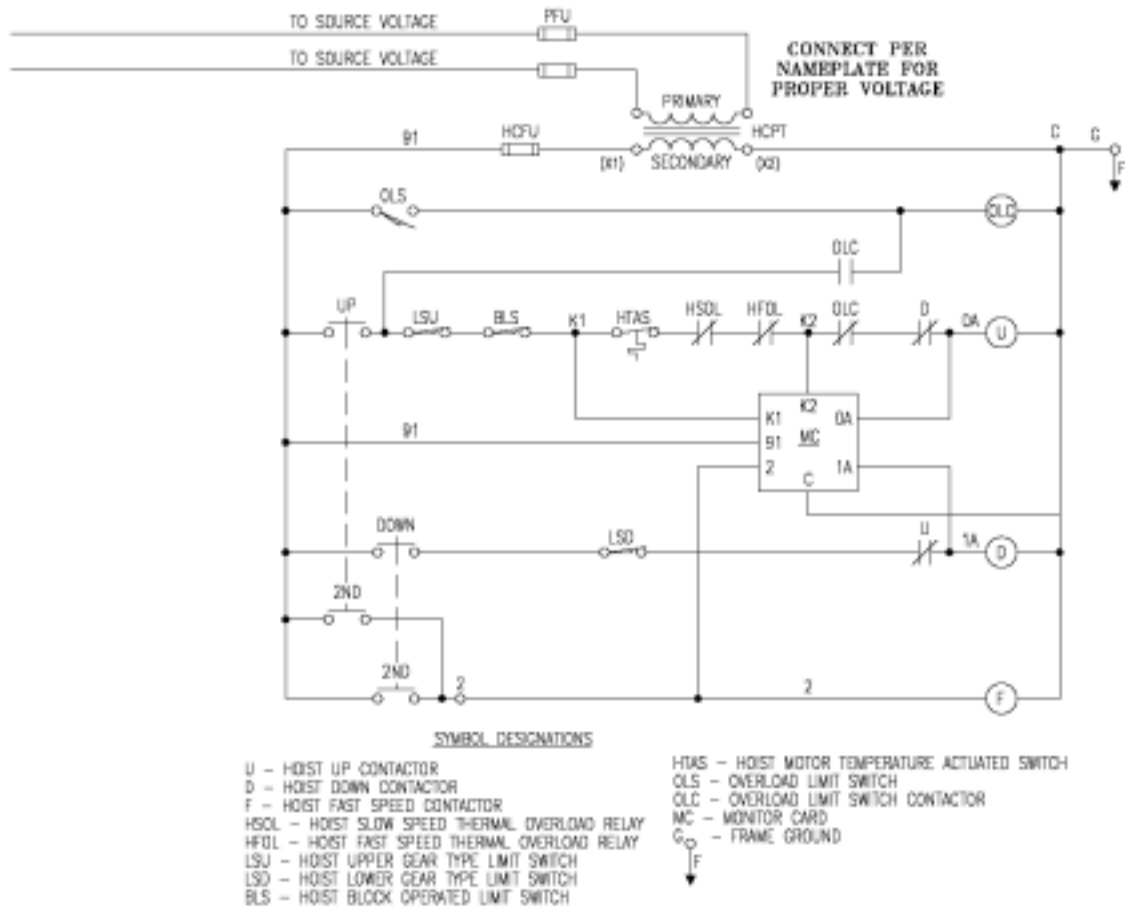 TO SOURCE VOLTAGE
PFU
TO SOURCE VOLTAGE
CONNECT PER
NAMEPLATE FOR
PROPER VOLTAGE
PRIMARY
91
HCFU
HCPT
C
G
(X1)
SECONDARY
(X2)
F
OLS
OLC
OLC
UP
LSU
BLS
K1
HTAS
HSOL
HFOL
K2
OLC
D
0A
U
K1
K2
0A
91
91
MC
2
1A
C
DOWN
LSD
U
1A
D
2ND
2ND
2
2
F
SYMBOL DESIGNATIONS
U - HOIST UP CONTACTOR
D - HOIST DOWN CONTACTOR
F - HOIST FAST SPEED CONTACTOR
HSOL - HOIST SLOW SPEED THERMAL OVERLOAD RELAY
HFOL - HOIST FAST SPEED THERMAL OVERLOAD RELAY
LSU - HOIST UPPER GEAR TYPE LIMIT SWITCH
LSD - HOIST LOWER GEAR TYPE LIMIT SWITCH
BLS - HOIST BLOCK OPERATED LIMIT SWITCH
HTAS - HOIST MOTOR TEMPERATURE ACTUATED SWITCH
OLS - OVERLOAD LIMIT SWITCH
OLC - OVERLOAD LIMIT SWITCH CONTACTOR
MC - MONITOR CARD
G - FRAME GROUND
F